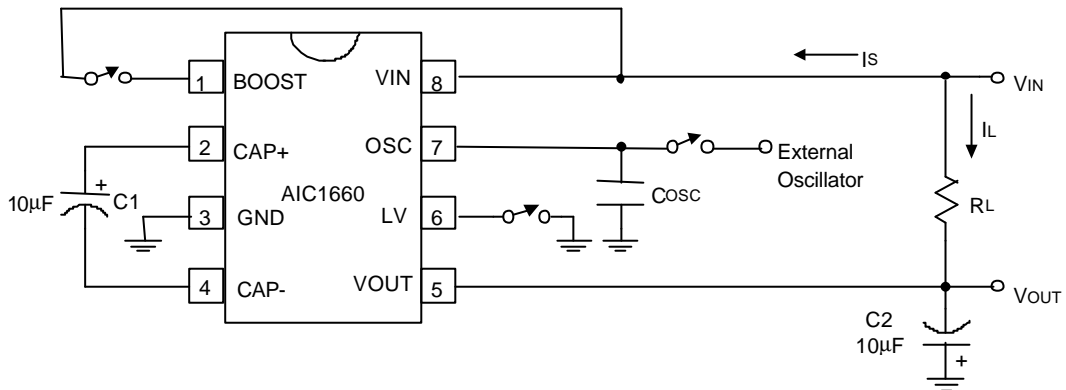 IS
1
BOOST
VIN
8
VIN
IL
2
CAP+
OSC
7
External
Oscillator
10µF
+
C1
AIC1660
COSC
3
GND
LV
6
RL
4
CAP-
VOUT
5
VOUT
C2
10µF
+